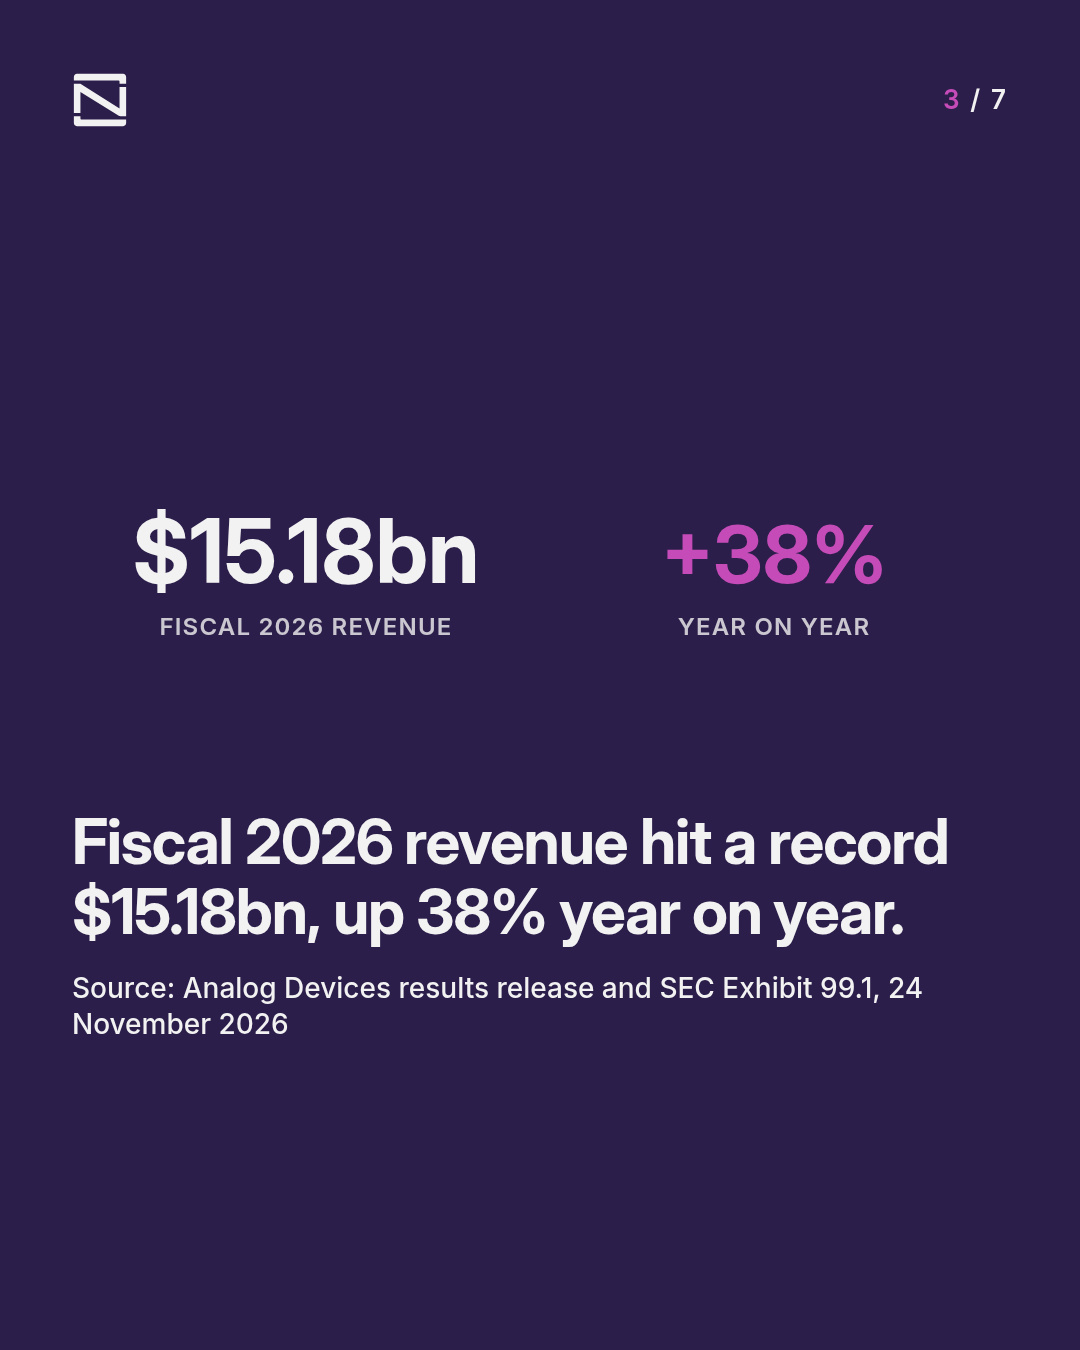 3 / 7
$15.18bn
+38%
FISCAL 2026 REVENUE
YEAR ON YEAR
Fiscal 2026 revenue hit a record
$15.18bn, up 38% year on year.
Source: Analog Devices results release and SEC Exhibit 99.1, 24
November 2026